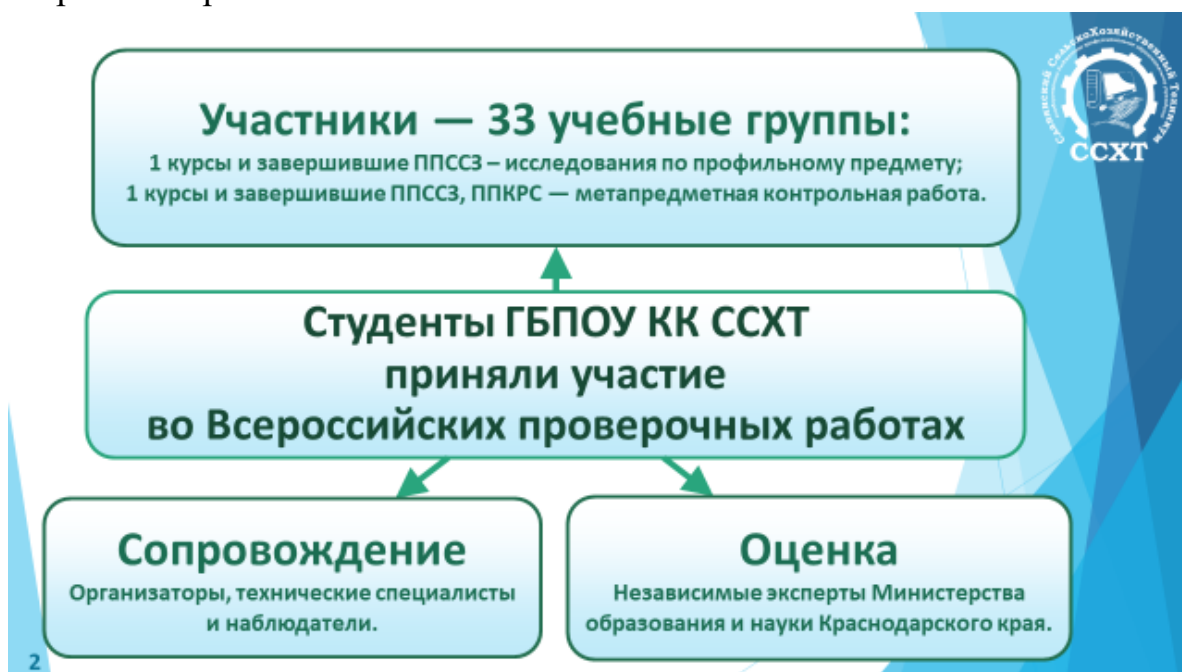 Участники — 33 учебные группы:
1 курсы и завершившие ППССЗ – исследования по профильному предмету;
1 курсы и завершившие ППССЗ, ППКРС — метапредметная контрольная работа.
ССХТ
Студенты ГБПОУ КК ССХТ
приняли участие
во Всероссийских проверочных работах
Сопровождение
Организаторы, технические специалисты
и наблюдатели.
Оценка
Независимые эксперты Министерства
образования и науки Краснодарского края.
2